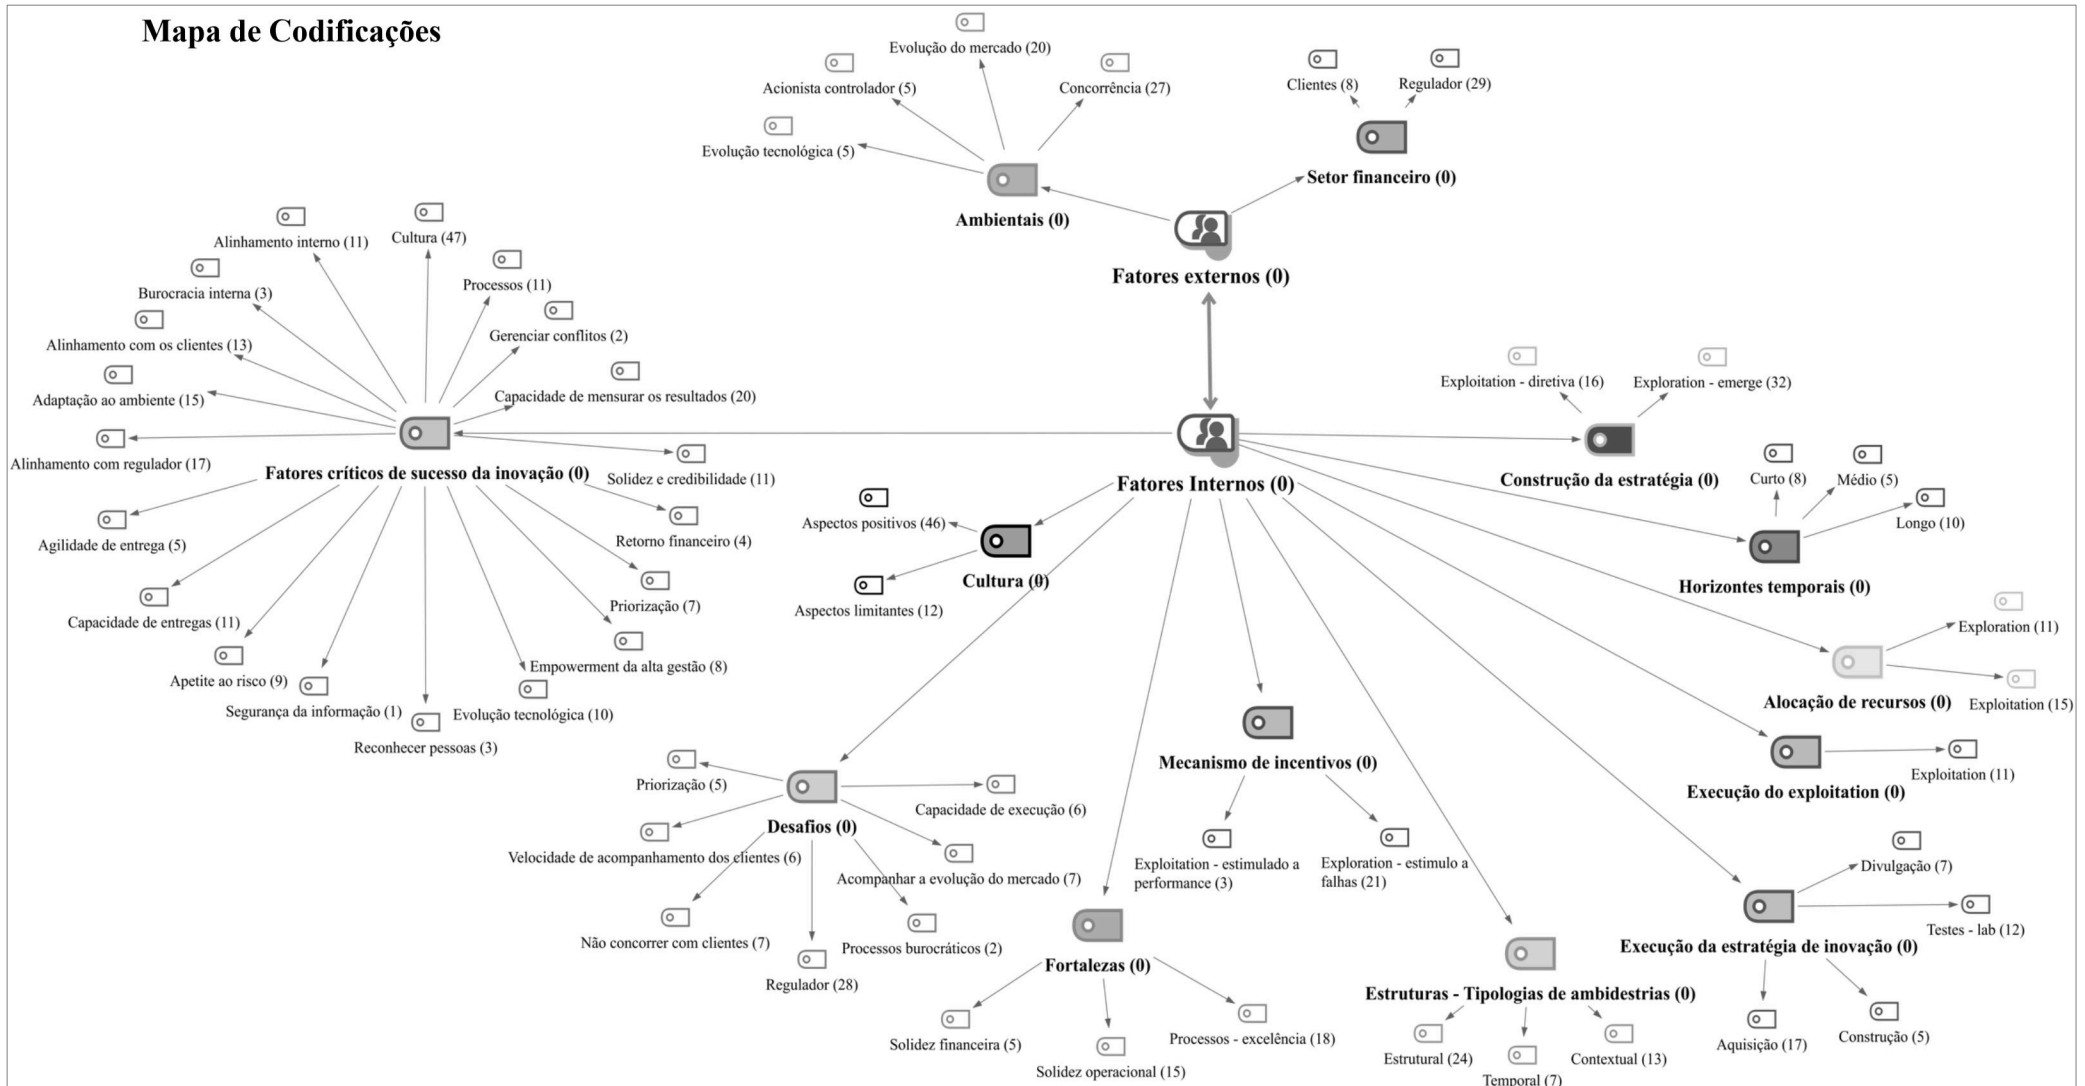 Mapa de Codificações
Evolução do mercado (20)
Acionista controlador (5)
Concorrência (27)
Evolução tecnológica (5)
Ambientais (0)
Clientes (8)
Regulador (29)
Setor financeiro (0)
Fatores externos (0)
Alinhamento interno (11)
Cultura (47)
Processos (11)
Burocracia interna (3)
Gerenciar conflitos (2)
Alinhamento com os clientes (13)
Capacidade de mensurar os resultados (20)
Adaptação ao ambiente (15)
Alinhamento com regulador (17)
Fatores críticos de sucesso da inovação (0)
Solidez e credibilidade (11)
Agilidade de entrega (5)
Retorno financeiro (4)
Capacidade de entregas (11)
Priorização (7)
Apetite ao risco (9)
Empowerment da alta gestão (8)
Segurança da informação (1)
Evolução tecnológica (10)
Reconhecer pessoas (3)
Fatores Internos (0)
Aspectos positivos (46)
Cultura (0)
Aspectos limitantes (12)
Exploitation - diretiva (16)
Exploration - emerge (32)
Construção da estratégia (0)
Curto (8)
Médio (5)
Longo (10)
Horizontes temporais (0)
Exploration (11)
Alocação de recursos (0)
Exploitation (15)
Exploitation (11)
Execução do exploitation (0)
Priorização (5)
Capacidade de execução (6)
Desafios (0)
Velocidade de acompanhamento dos clientes (6)
Acompanhar a evolução do mercado (7)
Não concorrer com clientes (7)
Processos burocráticos (2)
Regulador (28)
Mecanismo de incentivos (0)
Exploitation - estimulado a
performance (3)
Exploration - estimulo a
falhas (21)
Fortalezas (0)
Solidez financeira (5)
Solidez operacional (15)
Processos - excelência (18)
Estruturas - Tipologias de ambidestrias (0)
Estrutural (24)
Temporal (7)
Contextual (13)
Divulgação (7)
Testes - lab (12)
Execução da estratégia de inovação (0)
Aquisição (17)
Construção (5)